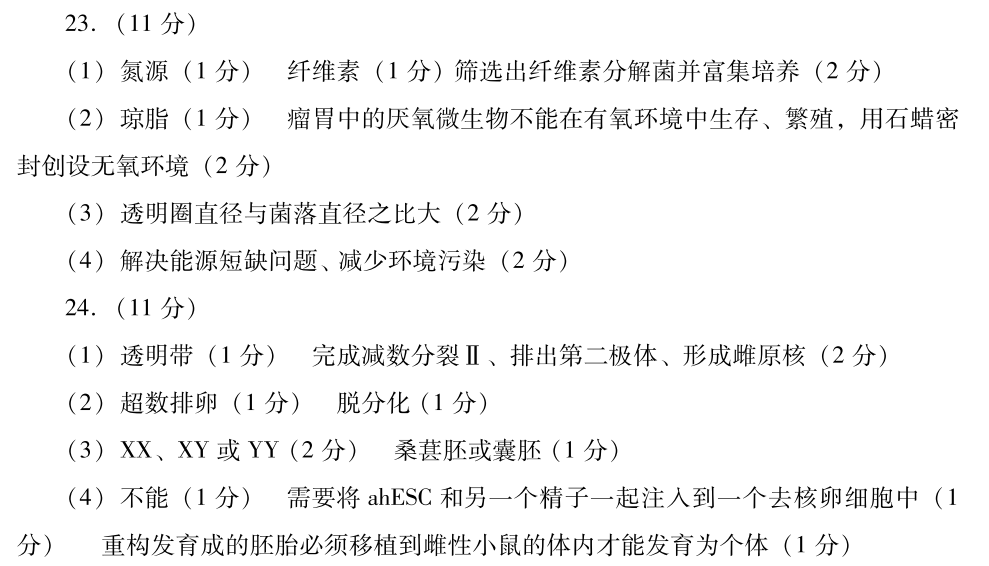 23.（11 分）
（1）氮源（1 分） 纤维素（1 分）筛选出纤维素分解菌并富集培养（2 分）
（2）琼脂（1 分） 瘤胃中的厌氧微生物不能在有氧环境中生存、繁殖，用石蜡密
封创设无氧环境（2 分）
（3）透明圈直径与菌落直径之比大（2 分）
（4）解决能源短缺问题、减少环境污染（2 分）
24.（11 分）
（1）透明带（1 分） 完成减数分裂Ⅱ、排出第二极体、形成雌原核（2 分）
（2）超数排卵（1 分） 脱分化（1 分）
（3）XX、XY 或 YY（2 分） 桑葚胚或囊胚（1 分）
（4）不能（1 分） 需要将 ahESC 和另一个精子一起注入到一个去核卵细胞中（1
分） 重构发育成的胚胎必须移植到雌性小鼠的体内才能发育为个体（1 分）